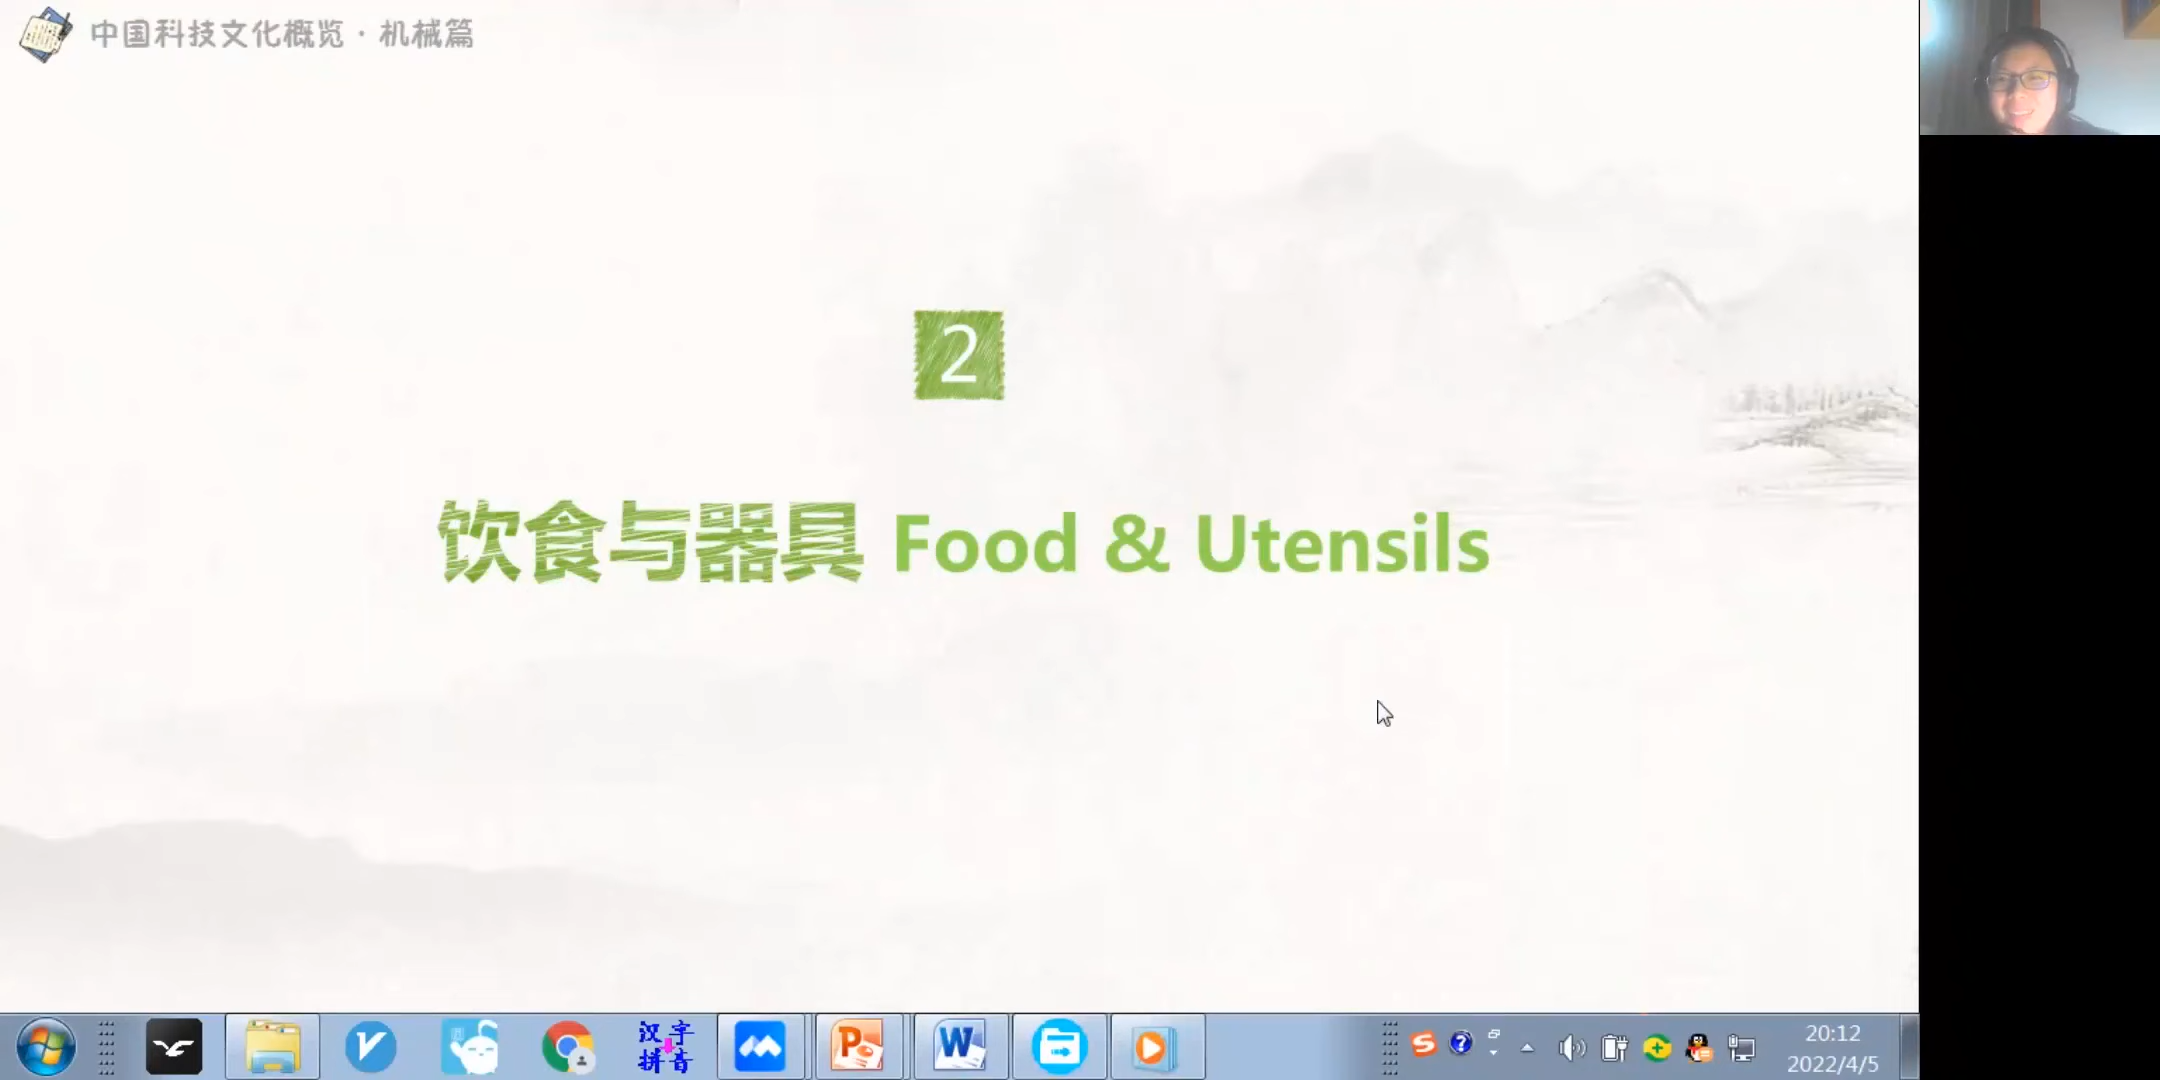 中国科技文化概览·机械篇
2
饮食与器具 Food & Utensils
汉字
拼音
20:12
2022/4/5